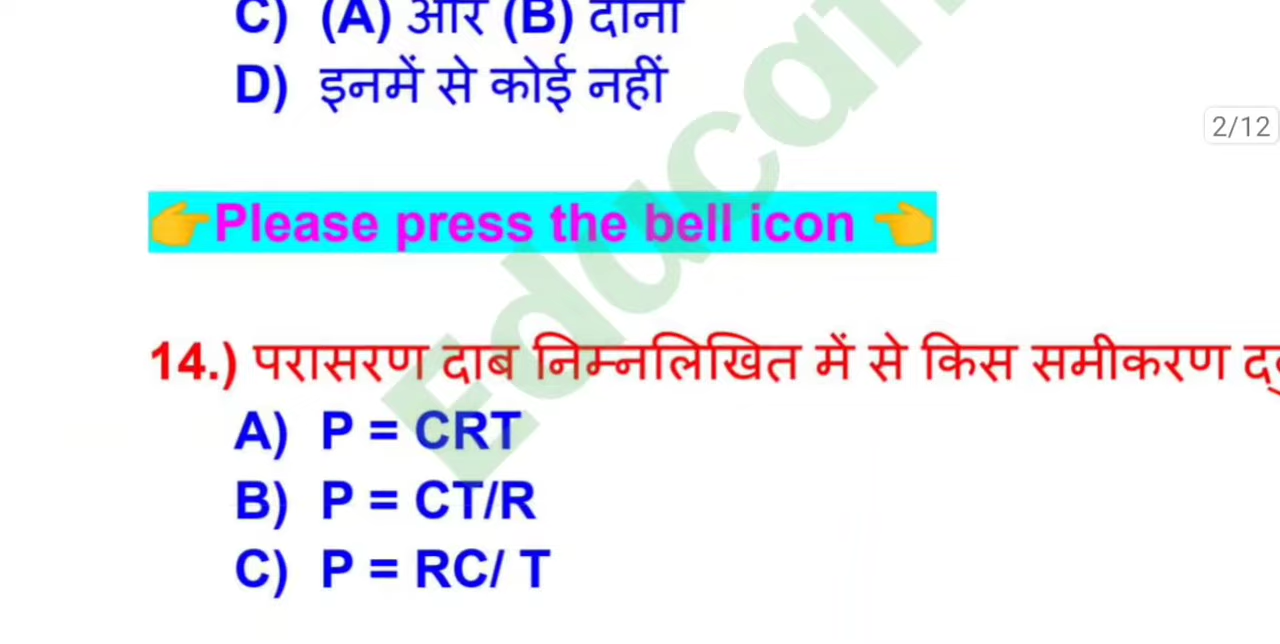 C) (A) और (B) दोनों
D) इनमें से कोई नहीं
2/12
👉Please press the bell icon 👈
14.) परासरण दाब निम्नलिखित में से किस समीकरण
A) P = CRT
B) P = CT/R
C) P = RC/ T